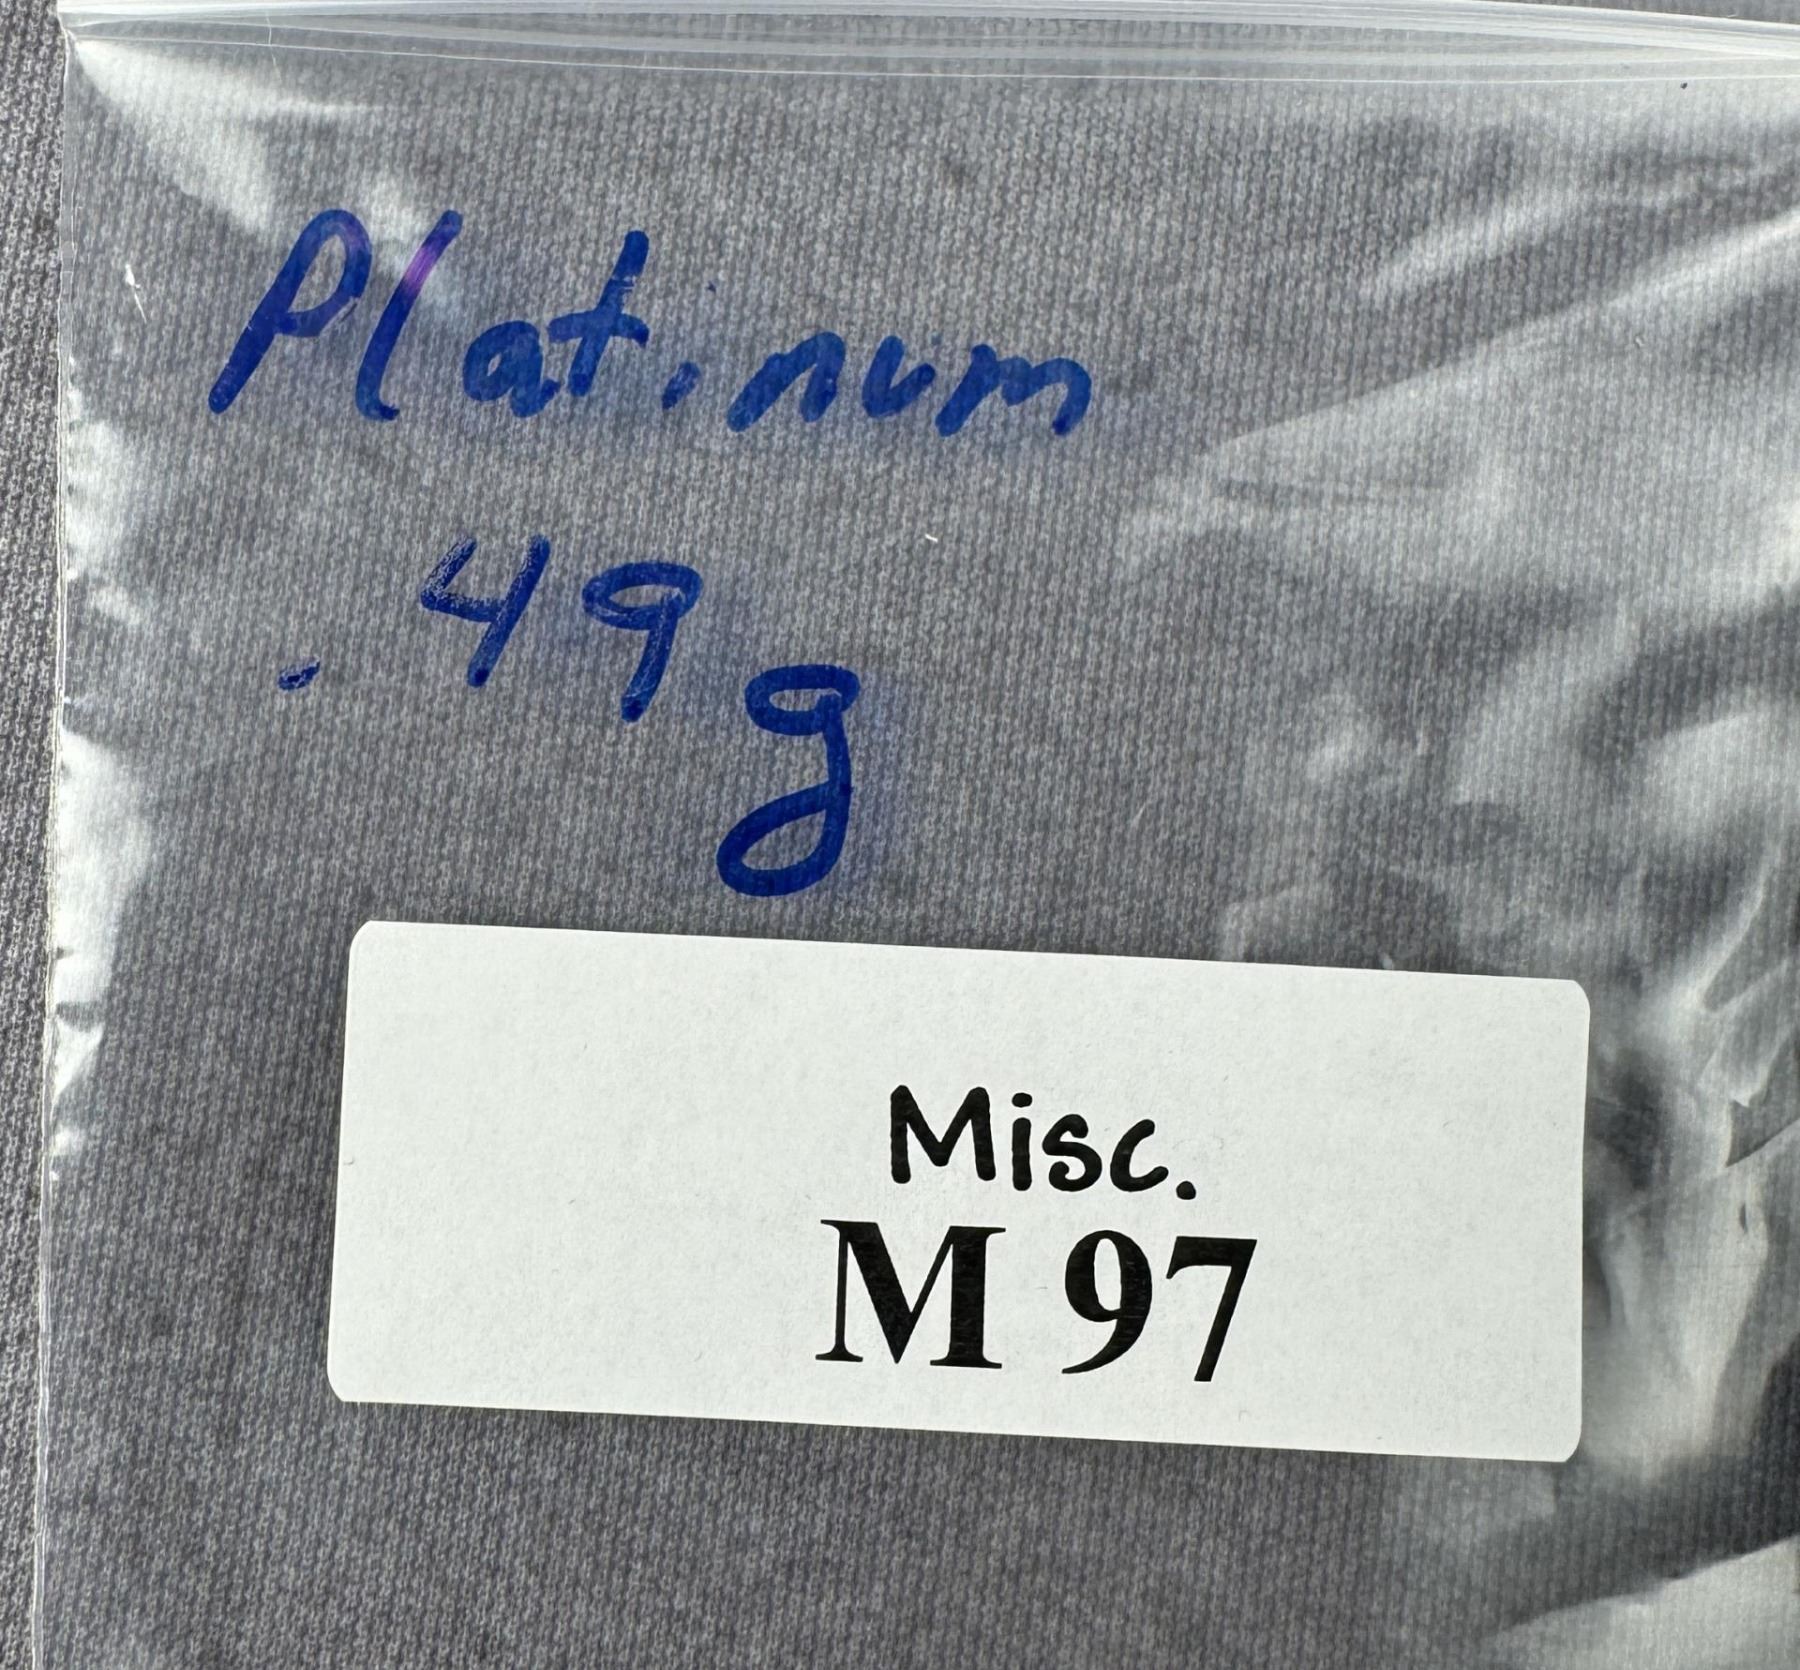 Platinum
.49g
Misc.
M 97